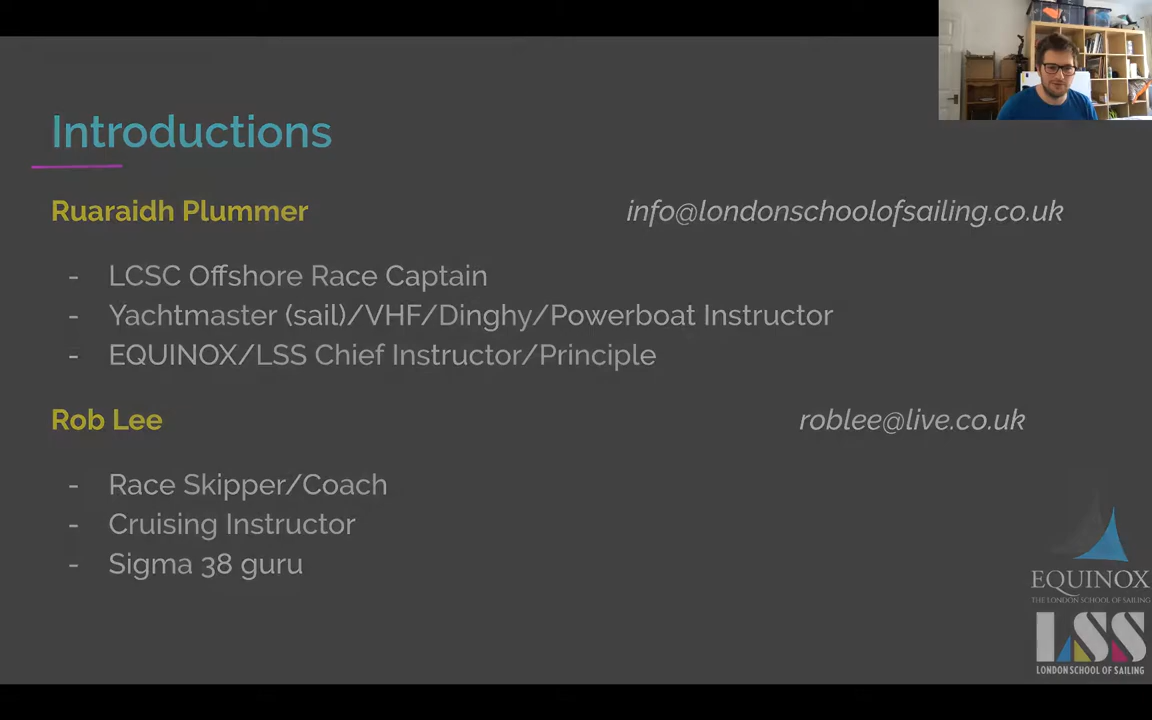 Introductions
Ruaraidh Plummer info@londonschoolofsailing.co.uk
- LCSC Offshore Race Captain
- Yachtmaster (sail)/VHF/Dinghy/Powerboat Instructor
- EQUINOX/LSS Chief Instructor/Principle
Rob Lee roblee@live.co.uk
- Race Skipper/Coach
- Cruising Instructor
- Sigma 38 guru
EQUINOX
THE LONDON SCHOOL OF SAILING
LSS
LONDON SCHOOL OF SAILING